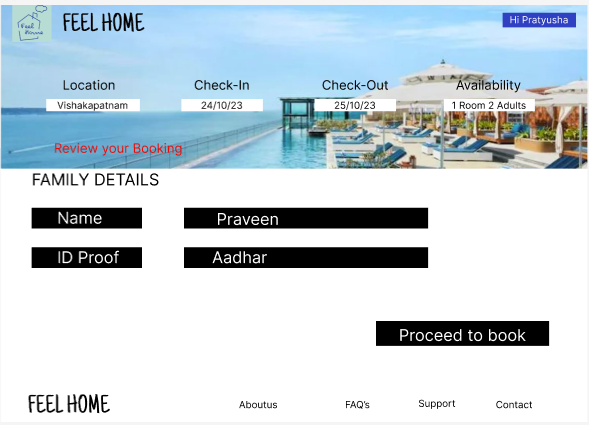 Feel Home
FEEL HOME
Hi Pratyusha
Location Check-In Check-Out Availability
Vishakapatnam 24/10/23 25/10/23 1 Room 2 Adults
Review your Booking
FAMILY DETAILS
Name Praveen
ID Proof Aadhar
Proceed to book
FEEL HOME Aboutus FAQ's Support Contact